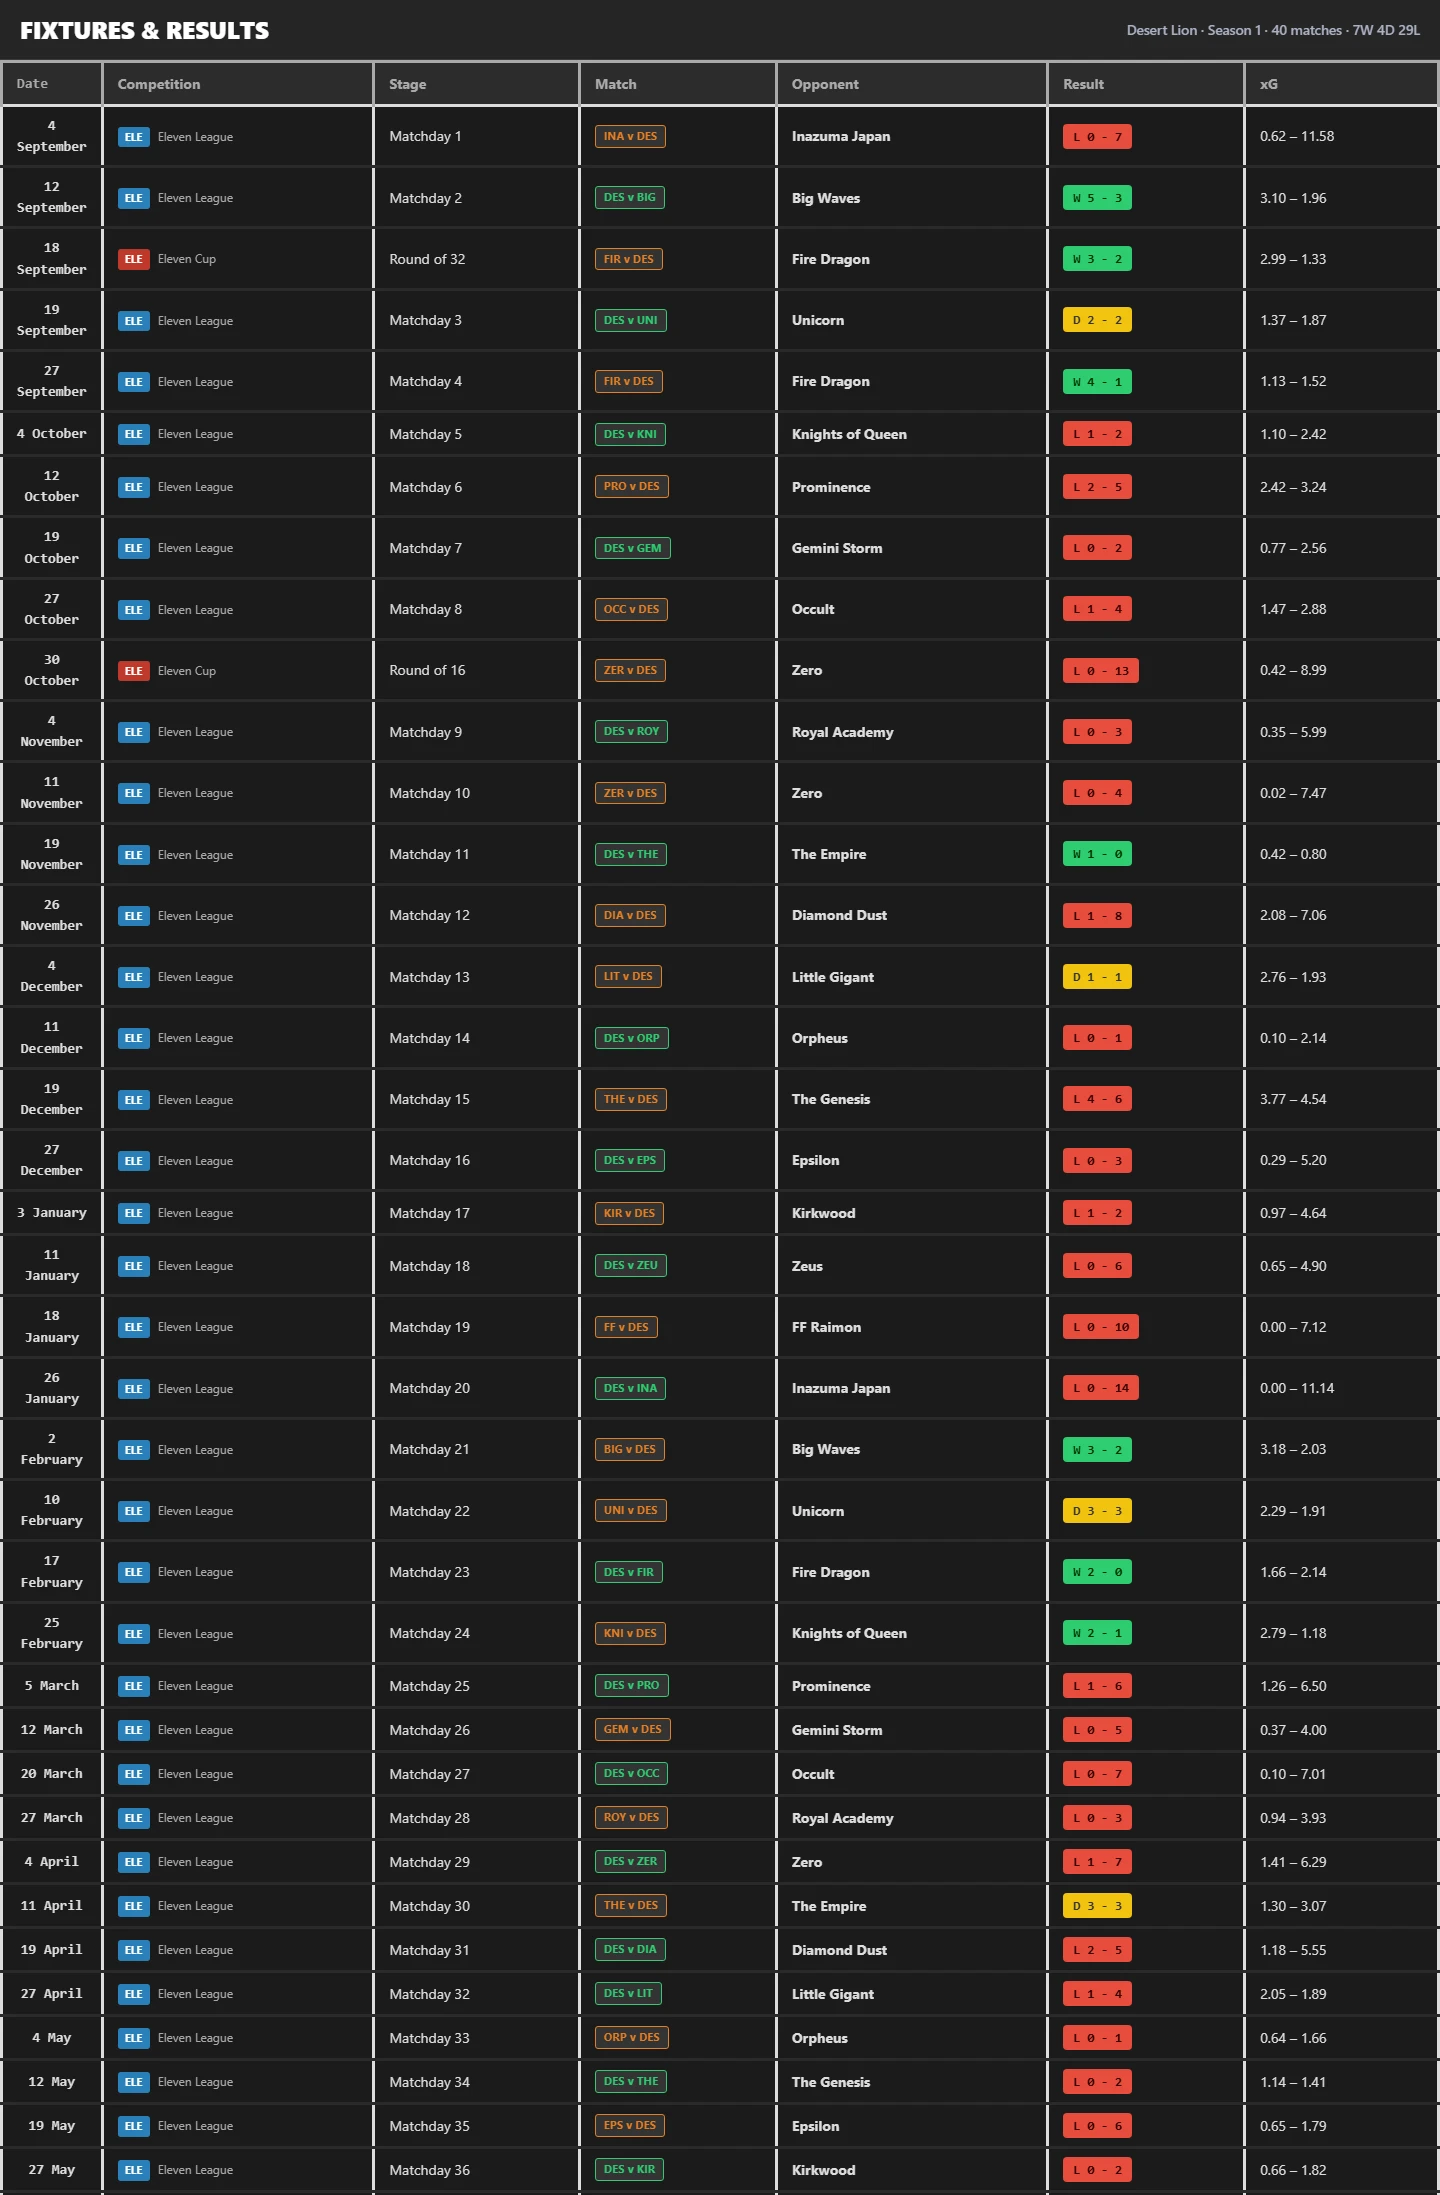 FIXTURES & RESULTS
Desert Lion · Season 1 · 40 matches · 7W 4D 29L
Date Competition Stage Match Opponent Result xG
4 September ELE Eleven League Matchday 1 INA v DES Inazuma Japan L 0 - 7 0.62 – 11.58
12 September ELE Eleven League Matchday 2 DES v BIG Big Waves W 5 - 3 3.10 – 1.96
18 September ELE Eleven Cup Round of 32 FIR v DES Fire Dragon W 3 - 2 2.99 – 1.33
19 September ELE Eleven League Matchday 3 DES v UNI Unicorn D 2 - 2 1.37 – 1.87
27 September ELE Eleven League Matchday 4 FIR v DES Fire Dragon W 4 - 1 1.13 – 1.52
4 October ELE Eleven League Matchday 5 DES v KNI Knights of Queen L 1 - 2 1.10 – 2.42
12 October ELE Eleven League Matchday 6 PRO v DES Prominence L 2 - 5 2.42 – 3.24
19 October ELE Eleven League Matchday 7 DES v GEM Gemini Storm L 0 - 2 0.77 – 2.56
27 October ELE Eleven League Matchday 8 OCC v DES Occult L 1 - 4 1.47 – 2.88
30 October ELE Eleven Cup Round of 16 ZER v DES Zero L 0 - 13 0.42 – 8.99
4 November ELE Eleven League Matchday 9 DES v ROY Royal Academy L 0 - 3 0.35 – 5.99
11 November ELE Eleven League Matchday 10 ZER v DES Zero L 0 - 4 0.02 – 7.47
19 November ELE Eleven League Matchday 11 DES v THE The Empire W 1 - 0 0.42 – 0.80
26 November ELE Eleven League Matchday 12 DIA v DES Diamond Dust L 1 - 8 2.08 – 7.06
4 December ELE Eleven League Matchday 13 LIT v DES Little Gigant D 1 - 1 2.76 – 1.93
11 December ELE Eleven League Matchday 14 DES v ORP Orpheus L 0 - 1 0.10 – 2.14
19 December ELE Eleven League Matchday 15 THE v DES The Genesis L 4 - 6 3.77 – 4.54
27 December ELE Eleven League Matchday 16 DES v EPS Epsilon L 0 - 3 0.29 – 5.20
3 January ELE Eleven League Matchday 17 KIR v DES Kirkwood L 1 - 2 0.97 – 4.64
11 January ELE Eleven League Matchday 18 DES v ZEU Zeus L 0 - 6 0.65 – 4.90
18 January ELE Eleven League Matchday 19 FF v DES FF Raimon L 0 - 10 0.00 – 7.12
26 January ELE Eleven League Matchday 20 DES v INA Inazuma Japan L 0 - 14 0.00 – 11.14
2 February ELE Eleven League Matchday 21 BIG v DES Big Waves W 3 - 2 3.18 – 2.03
10 February ELE Eleven League Matchday 22 UNI v DES Unicorn D 3 - 3 2.29 – 1.91
17 February ELE Eleven League Matchday 23 DES v FIR Fire Dragon W 2 - 0 1.66 – 2.14
25 February ELE Eleven League Matchday 24 KNI v DES Knights of Queen W 2 - 1 2.79 – 1.18
5 March ELE Eleven League Matchday 25 DES v PRO Prominence L 1 - 6 1.26 – 6.50
12 March ELE Eleven League Matchday 26 GEM v DES Gemini Storm L 0 - 5 0.37 – 4.00
20 March ELE Eleven League Matchday 27 DES v OCC Occult L 0 - 7 0.10 – 7.01
27 March ELE Eleven League Matchday 28 ROY v DES Royal Academy L 0 - 3 0.94 – 3.93
4 April ELE Eleven League Matchday 29 DES v ZER Zero L 1 - 7 1.41 – 6.29
11 April ELE Eleven League Matchday 30 THE v DES The Empire D 3 - 3 1.30 – 3.07
19 April ELE Eleven League Matchday 31 DES v DIA Diamond Dust L 2 - 5 1.18 – 5.55
27 April ELE Eleven League Matchday 32 DES v LIT Little Gigant L 1 - 4 2.05 – 1.89
4 May ELE Eleven League Matchday 33 ORP v DES Orpheus L 0 - 1 0.64 – 1.66
12 May ELE Eleven League Matchday 34 DES v THE The Genesis L 0 - 2 1.14 – 1.41
19 May ELE Eleven League Matchday 35 EPS v DES Epsilon L 0 - 6 0.65 – 1.79
27 May ELE Eleven League Matchday 36 DES v KIR Kirkwood L 0 - 2 0.66 – 1.82